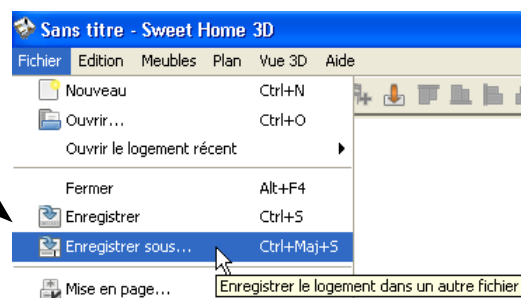 Sans titre - Sweet Home 3D
Fichier Edition Meubles Plan Vue 3D Aide
Nouveau Ctrl+N
Ouvrir... Ctrl+O
Ouvrir le logement récent
Fermer Alt+F4
Enregistrer Ctrl+S
Enregistrer sous... Ctrl+Maj+S
Mise en page...
Enregistrer le logement dans un autre fichier